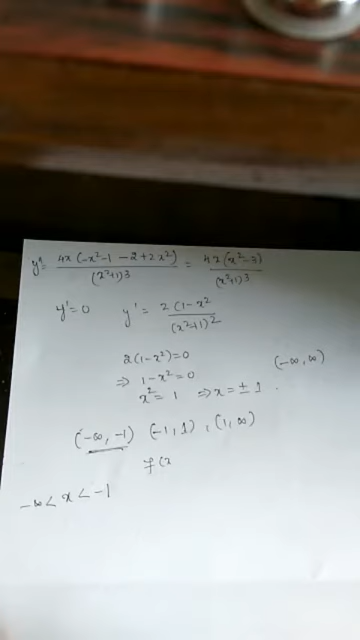 y'' = 4x(-x²-1-2+2x²) / (x²+1)3 = 4x(x²-3) / (x²+1)3
y'=0 y' = 2(1-x² / (x²+1)2
2(1-x²)=0
⇒ 1-x²=0 (-∞, ∞)
x² = 1 ⇒ x = ± 1 .
(-∞, -1) (-1, 1) , (1, ∞)
f(x
-∞ < x < -1